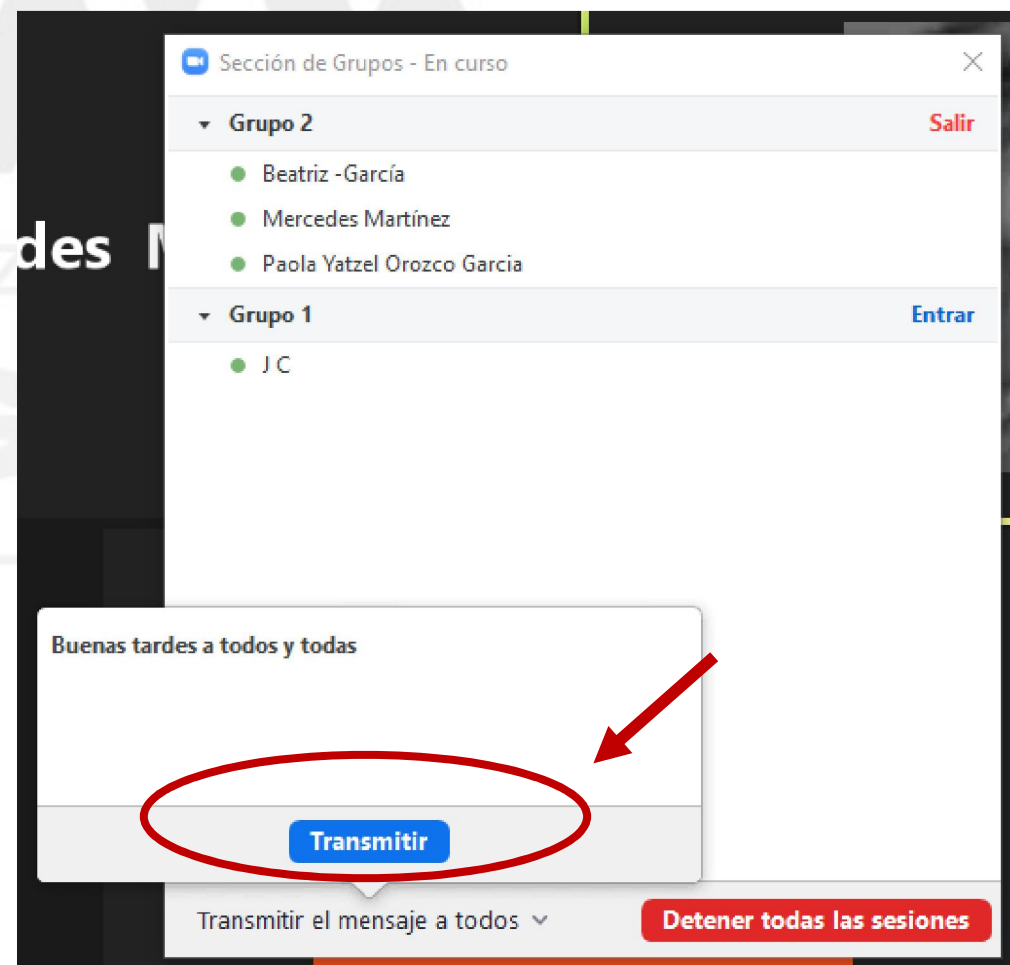 Sección de Grupos - En curso
Grupo 2 Salir
Beatriz -García
Mercedes Martínez
des
Paola Yatzel Orozco Garcia
Grupo 1 Entrar
J C
Buenas tardes a todos y todas
Transmitir
Transmitir el mensaje a todos
Detener todas las sesiones